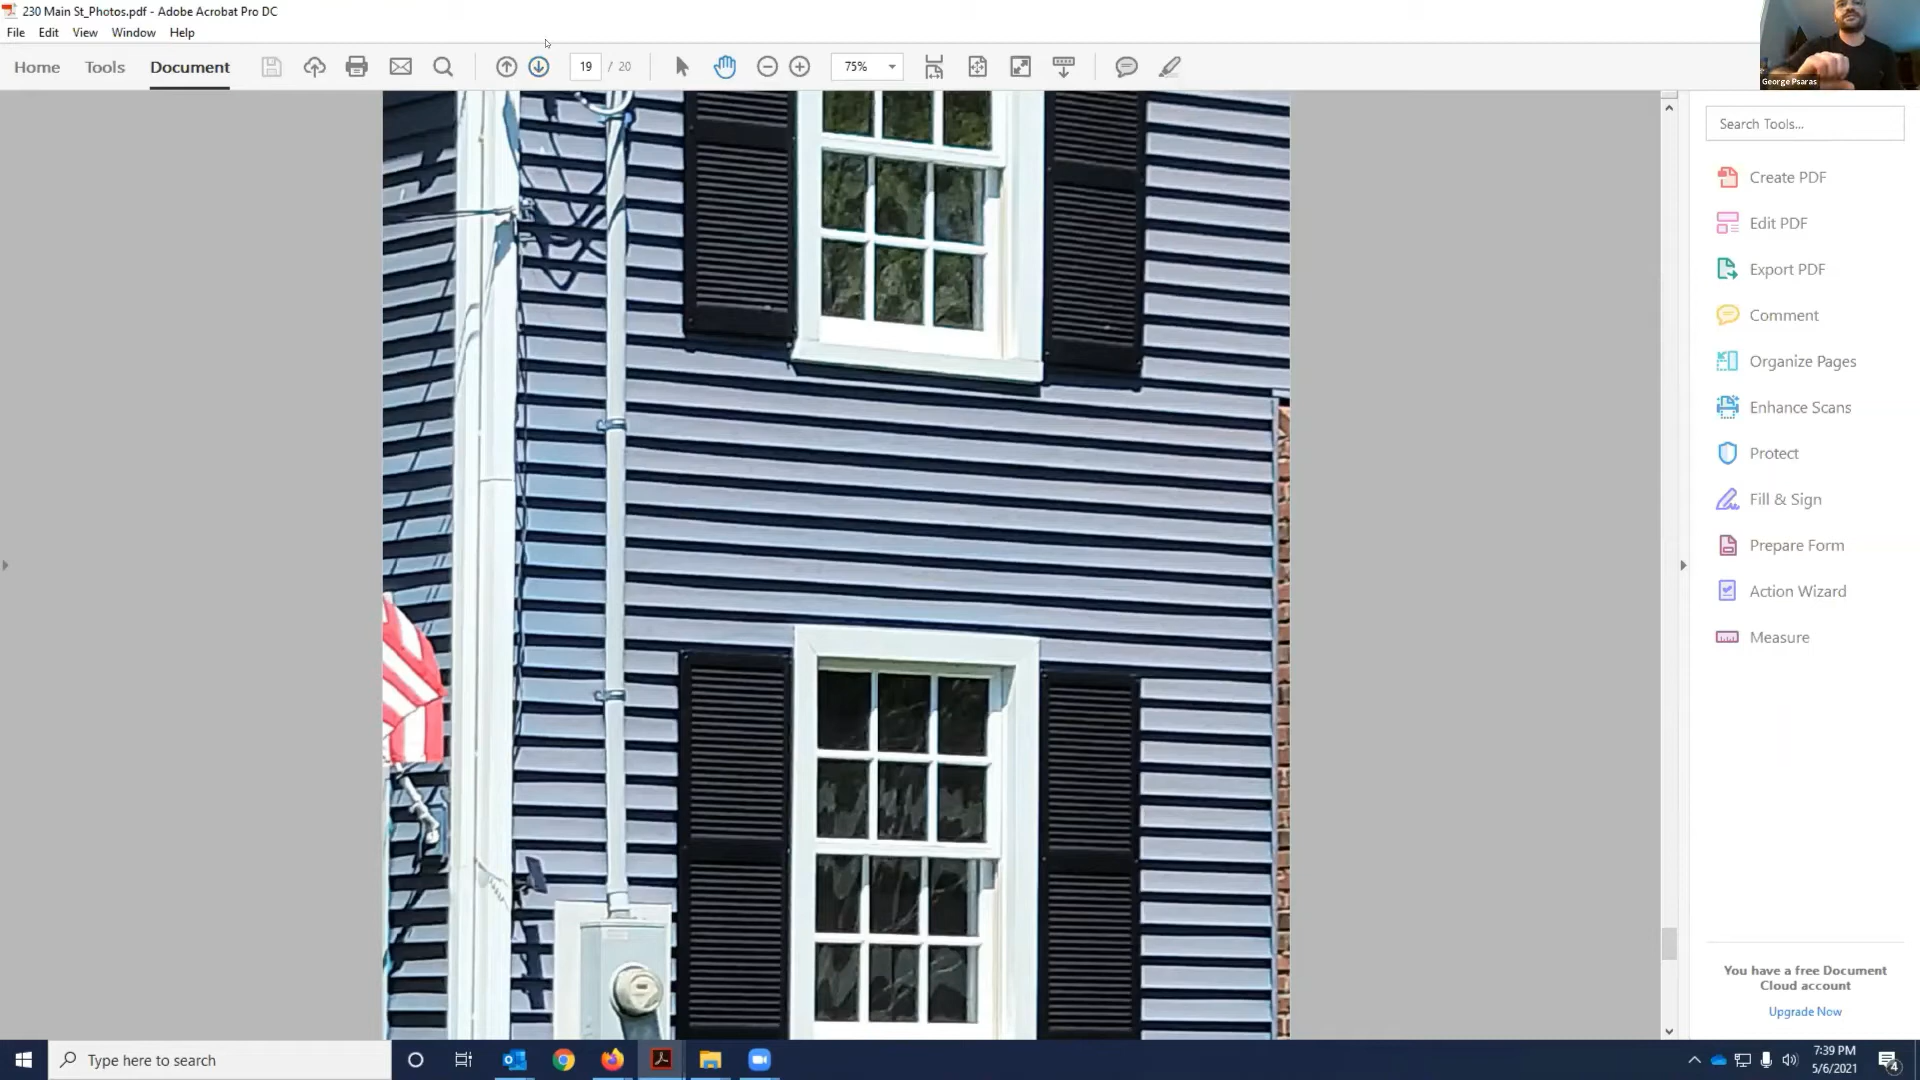 230 Main St_Photos.pdf - Adobe Acrobat Pro DC
File Edit View Window Help
Home Tools Document 19 / 20 75%
George Psaras
Search Tools...
Create PDF
Edit PDF
Export PDF
Comment
Organize Pages
Enhance Scans
Protect
Fill & Sign
Prepare Form
Action Wizard
Measure
You have a free Document
Cloud account
Upgrade Now
Type here to search
7:39 PM
5/6/2021
4